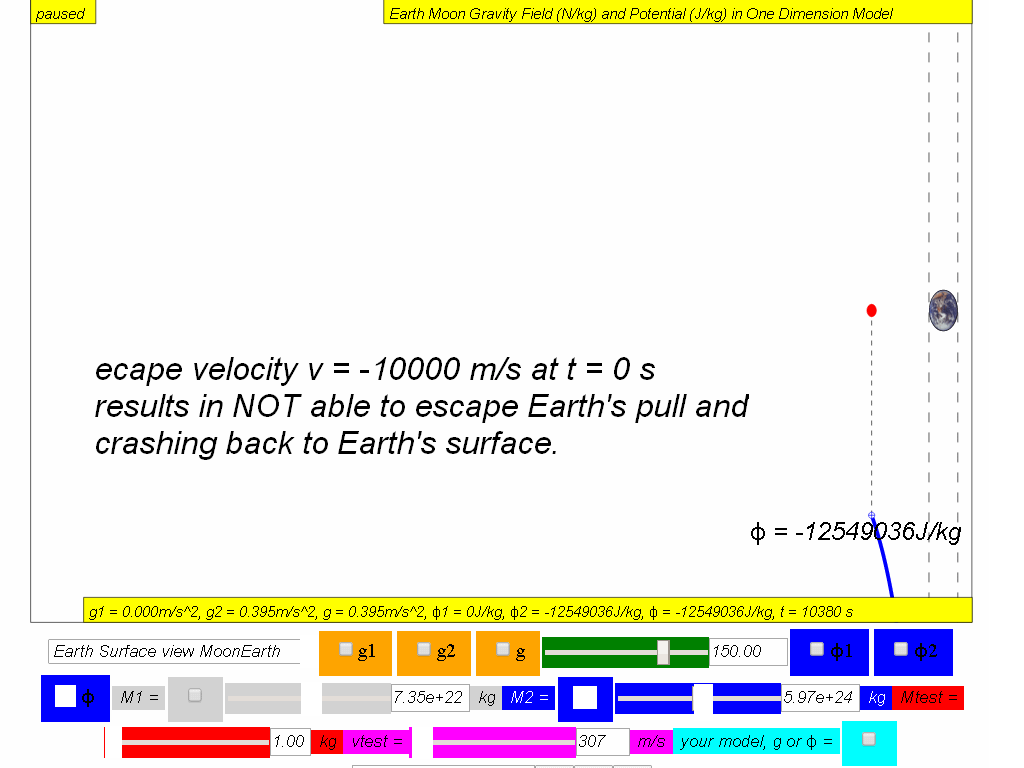 paused
Earth Moon Gravity Field (N/kg) and Potential (J/kg) in One Dimension Model
ecape velocity v = -10000 m/s at t = 0 s
results in NOT able to escape Earth's pull and
crashing back to Earth's surface.
ϕ = -12549036J/kg
g1 = 0.000m/s^2, g2 = 0.395m/s^2, g = 0.395m/s^2, ϕ1 = 0J/kg, ϕ2 = -12549036J/kg, ϕ = -12549036J/kg, t = 10380 s
Earth Surface view MoonEarth g1 g2 g 150.00 ϕ1 ϕ2
ϕ M1 = 7.35e+22 kg M2 = 5.97e+24 kg Mtest =
1.00 kg vtest = 307 m/s your model, g or ϕ =